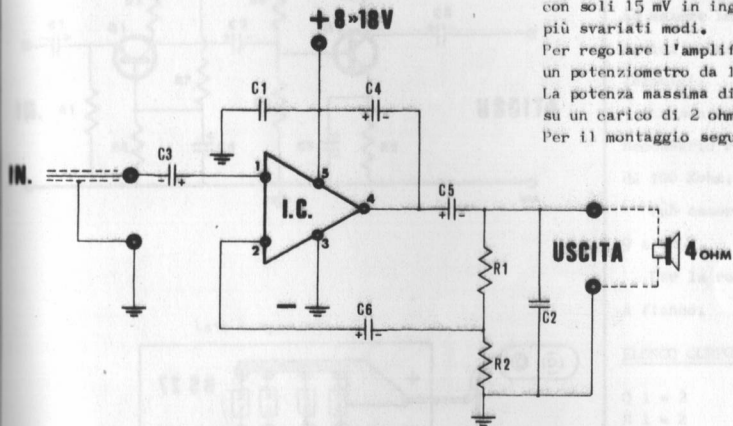 con soli 15 mV in ing
più svariati modi.
Per regolare l'amplif
un potenziometro da 1
La potenza massima di
su un carico di 2 ohm
Per il montaggio segu
+ 8»18V
C1
C4
+ -
IN.
C3
- +
1
5
I.C.
4
2
3
-
C5
+ -
C6
+ -
R1
R2
C2
USCITA
4 OHM